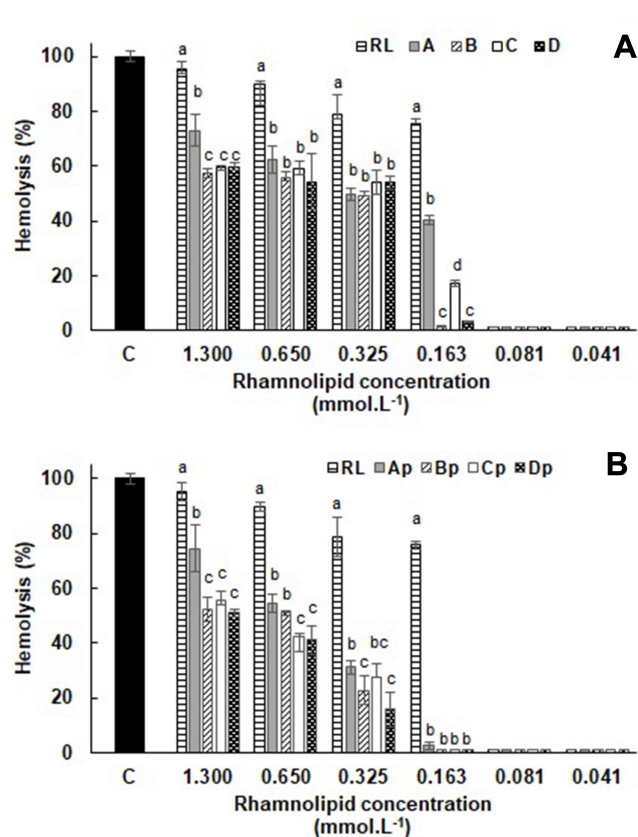 A
RL A B C D
Hemolysis (%)
100
80
60
40
20
0
a
b
c c c
a
b
b
b
b
a
b b
b b
a
b
c
d
c
C 1.300 0.650 0.325 0.163 0.081 0.041
Rhamnolipid concentration
(mmol.L-1)
B
RL Ap Bp Cp Dp
Hemolysis (%)
100
80
60
40
20
0
a
b
c c
c
a
b b
c c
a
b
c
bc
c
a
b bbb
C 1.300 0.650 0.325 0.163 0.081 0.041
Rhamnolipid concentration
(mmol.L-1)